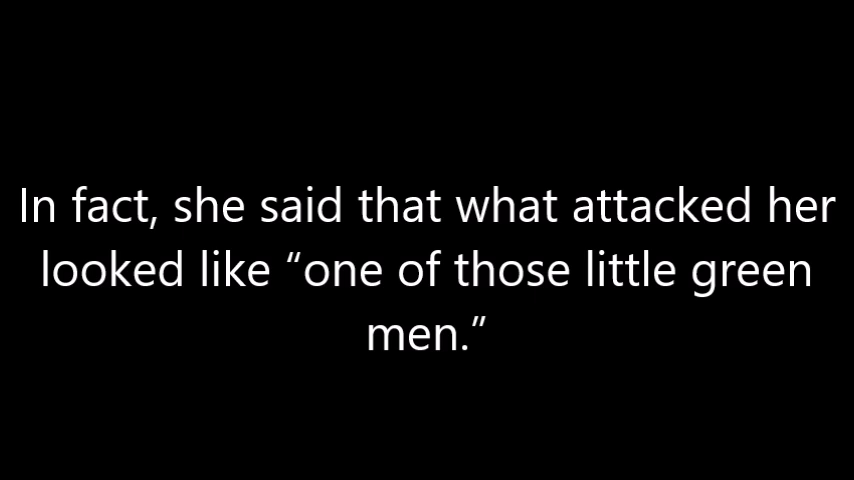 In fact, she said that what attacked her
looked like “one of those little green
men.”